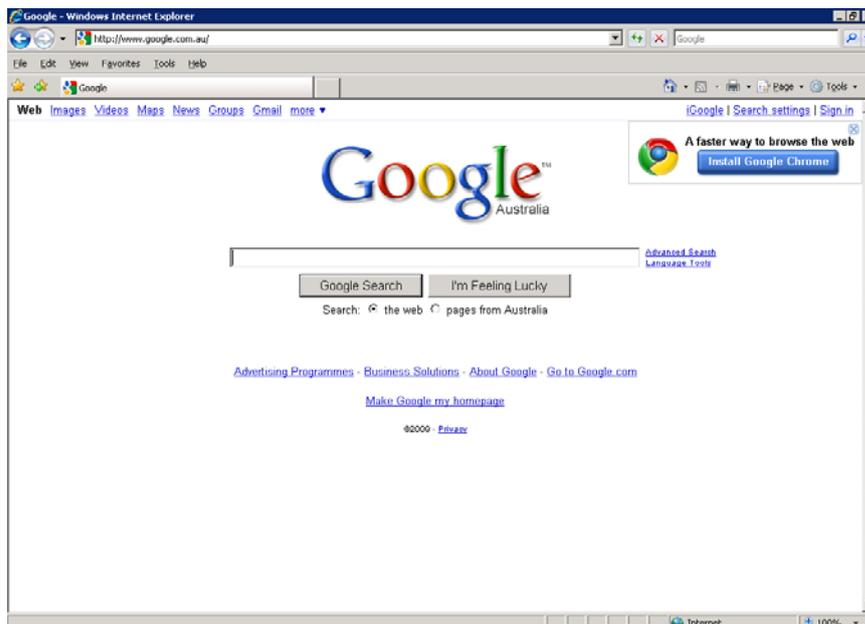 Google - Windows Internet Explorer
http://www.google.com.au/
Google
File Edit View Favorites Tools Help
Google
Page Tools
Web Images Videos Maps News Groups Gmail more ▼
iGoogle | Search settings | Sign in
A faster way to browse the web
Install Google Chrome
Google™
Australia
Advanced Search
Language Tools
Google Search I'm Feeling Lucky
Search: the web pages from Australia
Advertising Programmes - Business Solutions - About Google - Go to Google.com
Make Google my homepage
©2009 - Privacy
Internet 100%